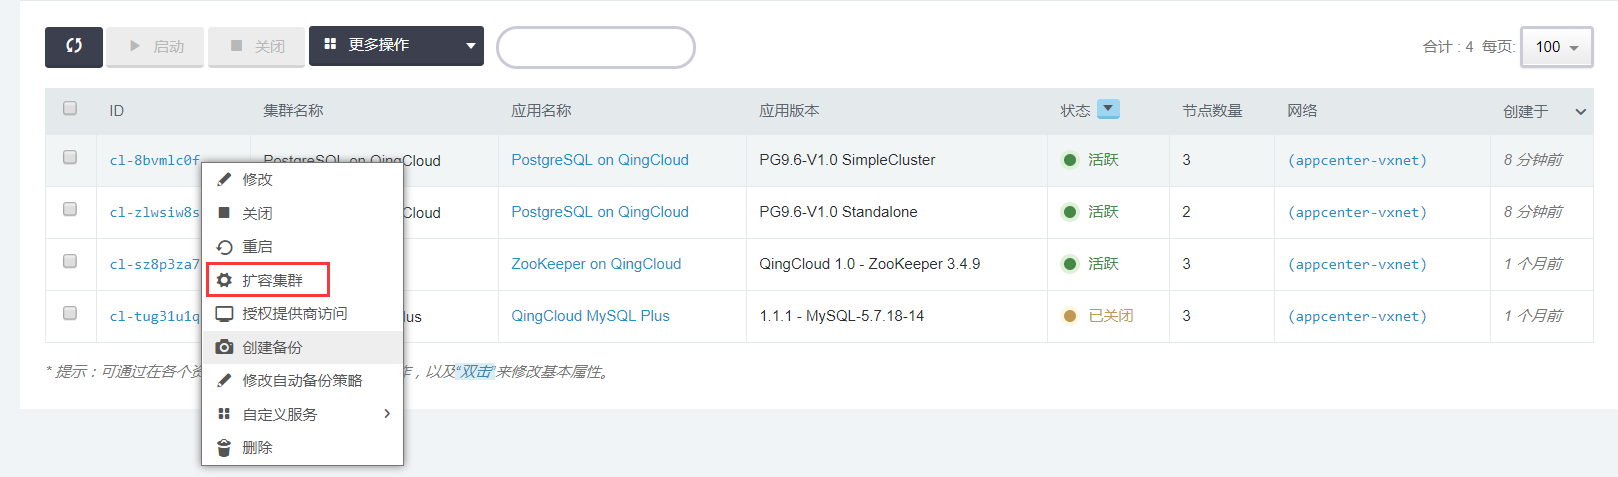 启动 关闭 更多操作 合计 : 4 每页: 100
ID 集群名称 应用名称 应用版本 状态 节点数量 网络 创建于
cl-8bvmlc0f PostgreSQL on QingCloud PostgreSQL on QingCloud PG9.6-V1.0 SimpleCluster 活跃 3 (appcenter-vxnet) 8 分钟前
修改
cl-zlwsiw8s Cloud PostgreSQL on QingCloud PG9.6-V1.0 Standalone 活跃 2 (appcenter-vxnet) 8 分钟前
关闭
重启
cl-sz8p3za7 ZooKeeper on QingCloud QingCloud 1.0 - ZooKeeper 3.4.9 活跃 3 (appcenter-vxnet) 1 个月前
扩容集群
授权提供商访问
cl-tug31u1q lus QingCloud MySQL Plus 1.1.1 - MySQL-5.7.18-14 已关闭 3 (appcenter-vxnet) 1 个月前
创建备份
* 提示：可通过在各个资 作，以及“双击”来修改基本属性。
修改自动备份策略
自定义服务
删除